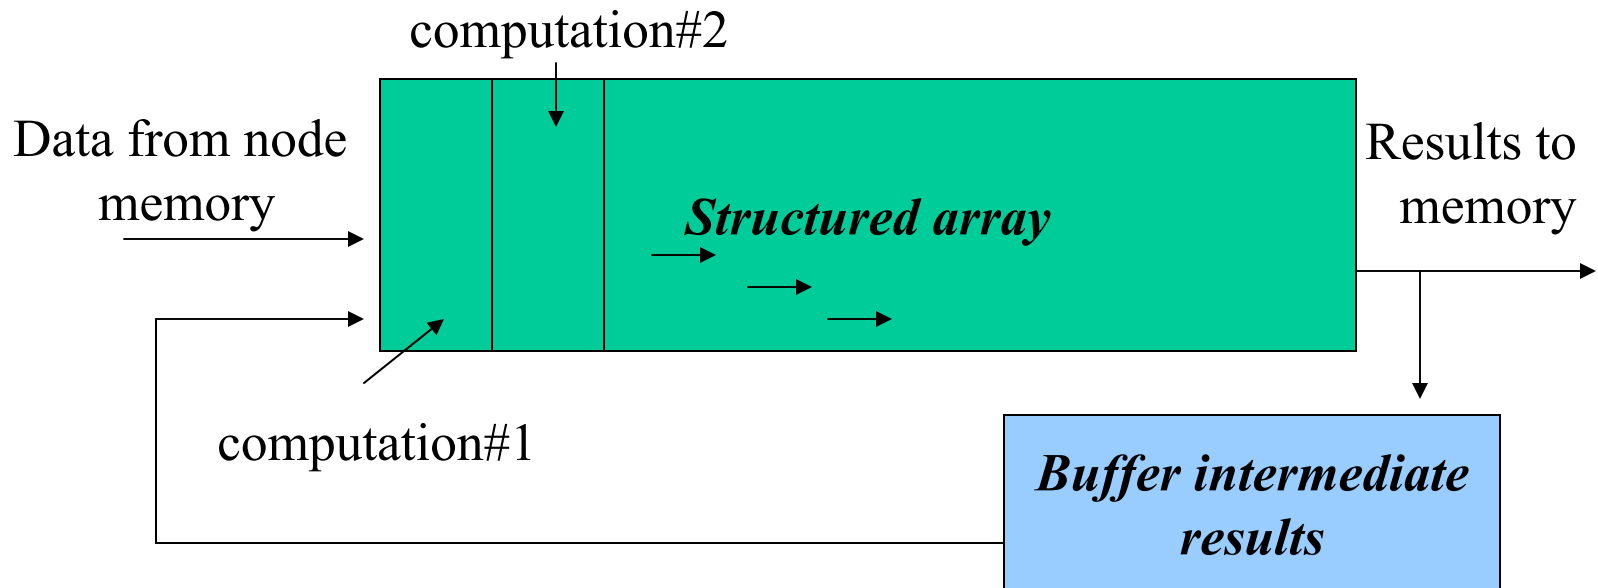 computation#2
Data from node
memory
Structured array
Results to
memory
computation#1
Buffer intermediate
results